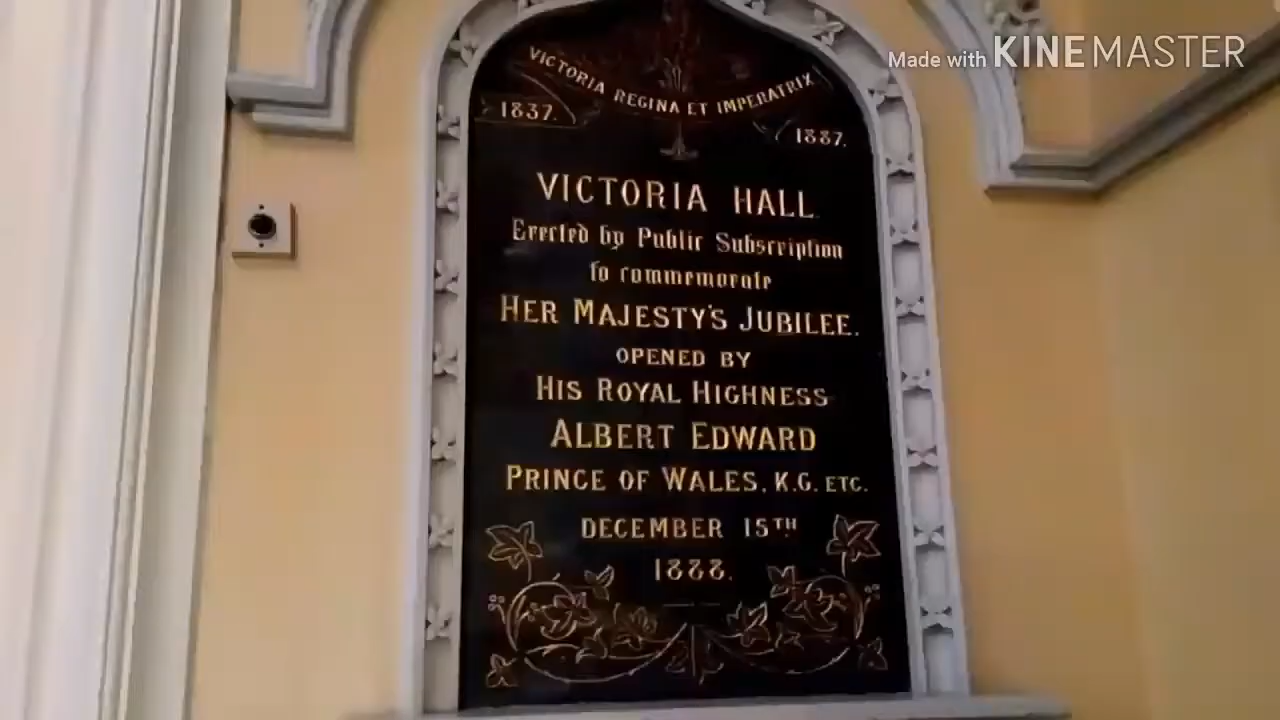 Made with KINEMASTER
VICTORIA REGINA ET IMPERATRIX
1837.
1887.
VICTORIA HALL
Erected by Public Subscription
to commemorate
HER MAJESTY'S JUBILEE.
OPENED BY
HIS ROYAL HIGHNESS
ALBERT EDWARD
PRINCE OF WALES, K.G. ETC.
DECEMBER 15TH
1888.